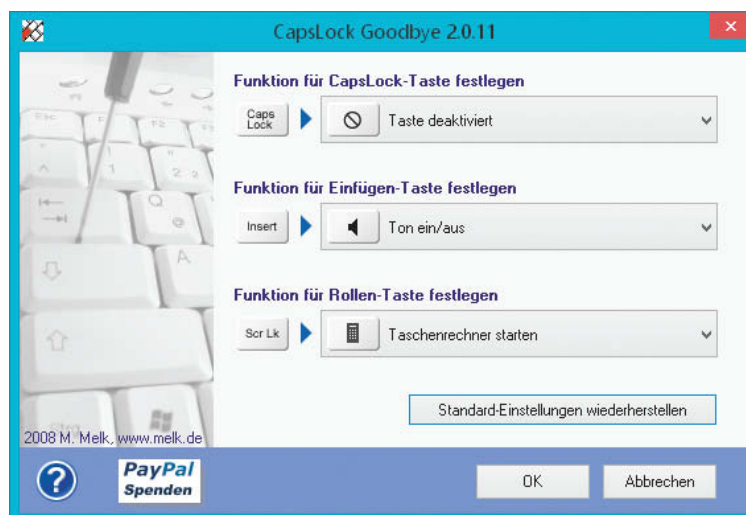 CapsLock Goodbye 2.0.11
Funktion für CapsLock-Taste festlegen
Caps
Lock
Taste deaktiviert
Funktion für Einfügen-Taste festlegen
Insert
Ton ein/aus
Funktion für Rollen-Taste festlegen
Scr Lk
Taschenrechner starten
Standard-Einstellungen wiederherstellen
2008 M. Melk, www.melk.de
PayPal
Spenden
OK
Abbrechen